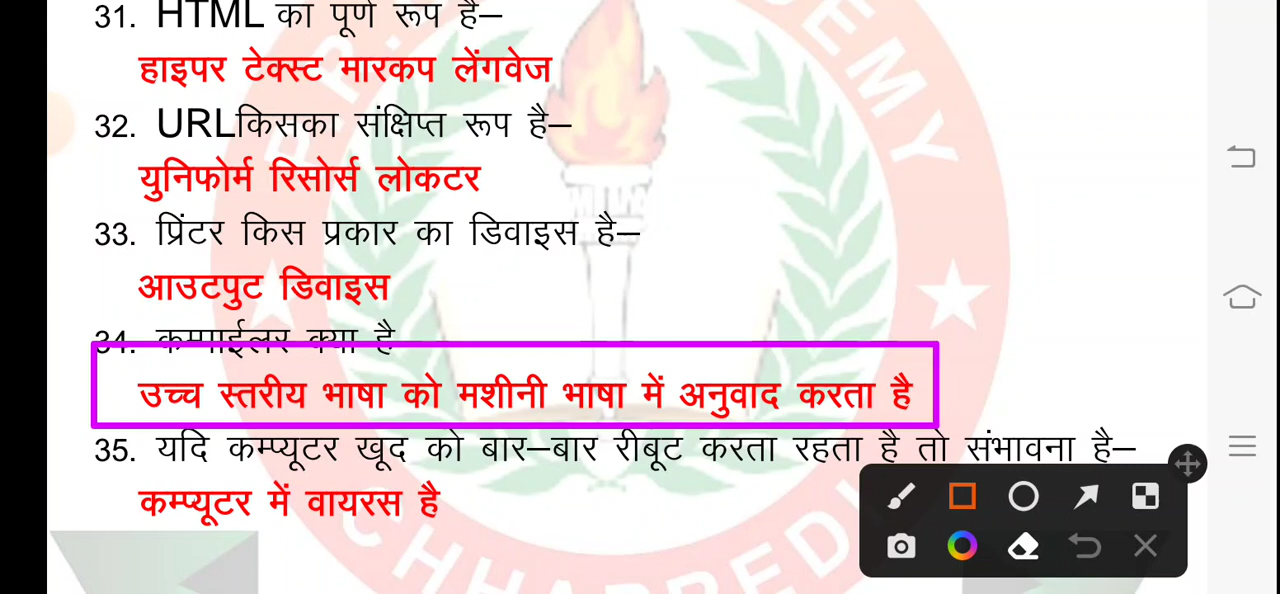 31. HTML का पूर्ण रूप है–
हाइपर टेक्स्ट मारकप लेंगवेज
32. URLकिसका संक्षिप्त रूप है–
युनिफोर्म रिसोर्स लोकटर
33. प्रिंटर किस प्रकार का डिवाइस है–
आउटपुट डिवाइस
34. कम्पाईलर क्या है
उच्च स्तरीय भाषा को मशीनी भाषा में अनुवाद करता है
35. यदि कम्प्यूटर खूद को बार–बार रीबूट करता रहता है तो संभावना है–
कम्प्यूटर में वायरस है